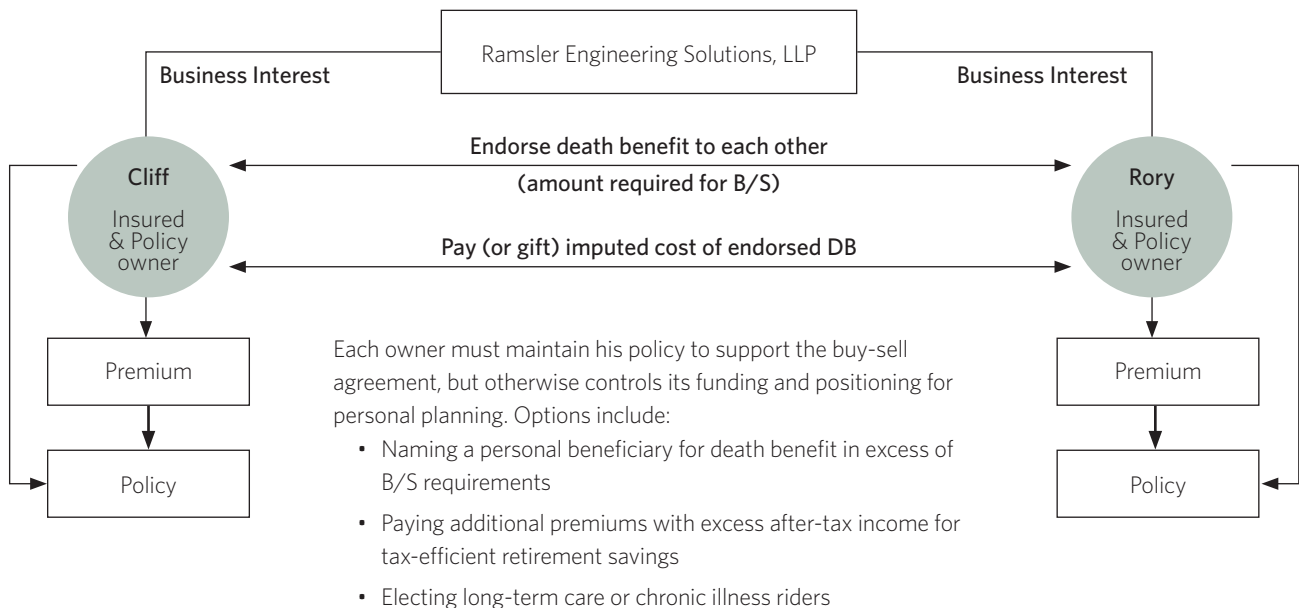 Ramsler Engineering Solutions, LLP
Business Interest
Business Interest
Endorse death benefit to each other
(amount required for B/S)
Cliff
Insured
& Policy
owner
Rory
Insured
& Policy
owner
Pay (or gift) imputed cost of endorsed DB
Premium
Policy
Each owner must maintain his policy to support the buy-sell
agreement, but otherwise controls its funding and positioning for
personal planning. Options include:
• Naming a personal beneficiary for death benefit in excess of
B/S requirements
• Paying additional premiums with excess after-tax income for
tax-efficient retirement savings
• Electing long-term care or chronic illness riders
Premium
Policy